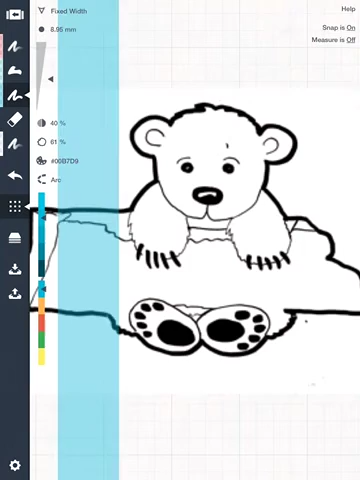 Fixed Width
Help
8.95 mm
Snap is On
Measure is Off
40 %
61 %
#00B7D9
Arc